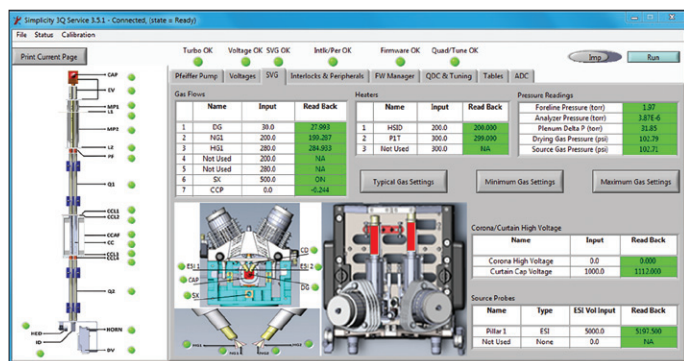 Simplicity 3Q Service 3.5.1 - Connected, (state = Ready)
File Status Calibration
Print Current Page
Turbo OK Voltage OK SVG OK Intlk/Per OK Firmware OK Quad/Tune OK
Imp Run
Pfeiffer Pump Voltages SVG Interlocks & Peripherals FW Manager QDC & Tuning Tables ADC
Gas Flows
Name Input Read Back
1 DG 30.0 27.993
2 NG1 200.0 199.297
3 HG1 280.0 284.933
4 Not Used 200.0 NA
5 Not Used 280.0 NA
6 SX 500.0 ON
7 CCP 0.0 -0.244
Heaters
Name Input Read Back
1 HSID 200.0 200.000
2 P1T 300.0 299.000
3 Not Used 300.0 NA
Pressure Readings
Foreline Pressure (torr) 1.97
Analyzer Pressure (torr) 3.87E-6
Plenum Delta P (torr) 31.85
Drying Gas Pressure (psi) 102.79
Source Gas Pressure (psi) 102.71
Typical Gas Settings
Minimum Gas Settings
Maximum Gas Settings
Corona/Curtain High Voltage
Name Input Read Back
Corona High Voltage 0.0 0.000
Curtain Cap Voltage 1000.0 1112.000
Source Probes
Name Type ESI Vol Input Read Back
Pillar 1 ESI 5000.0 5197.500
Not Used None 0.0 NA
CAP
EV
MP1
L5
MP2
L2
PF
Q1
CCL1
CCL2
CCAF
CC
CCL3
Q2
HED
ID
HORN
DV
CD
ESI 1
ESI 2
CAP
DG
SX